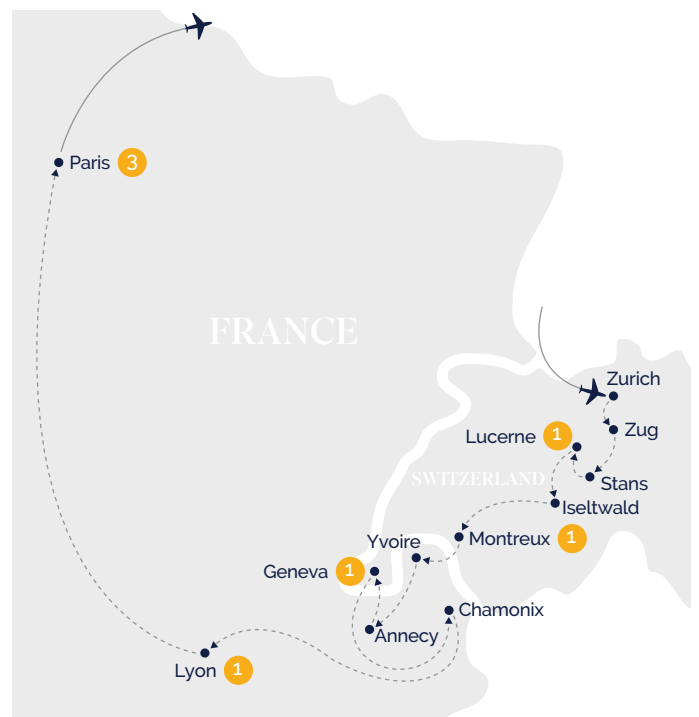 Paris 3
FRANCE
Zurich
Lucerne 1
Zug
SWITZERLAND
Stans
Iseltwald
Yvoire
Montreux 1
Geneva 1
Chamonix
Annecy
Lyon 1